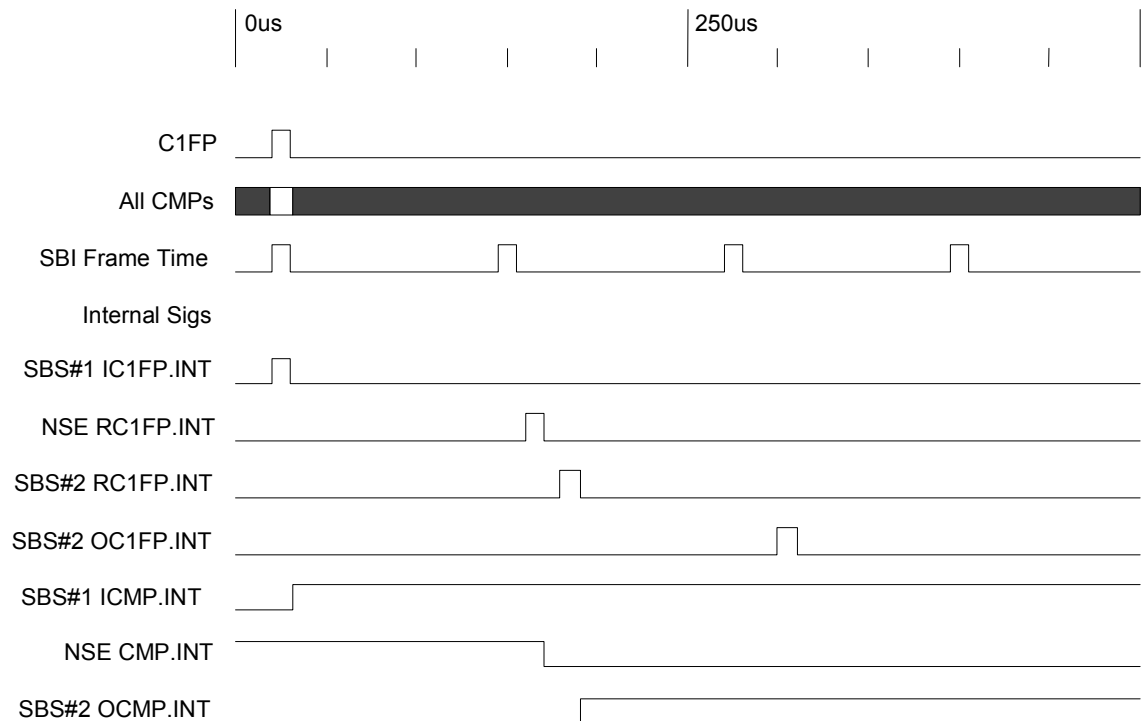 0us 250us
C1FP
All CMPs
SBI Frame Time
Internal Sigs
SBS#1 IC1FP.INT
NSE RC1FP.INT
SBS#2 RC1FP.INT
SBS#2 OC1FP.INT
SBS#1 ICMP.INT
NSE CMP.INT
SBS#2 OCMP.INT